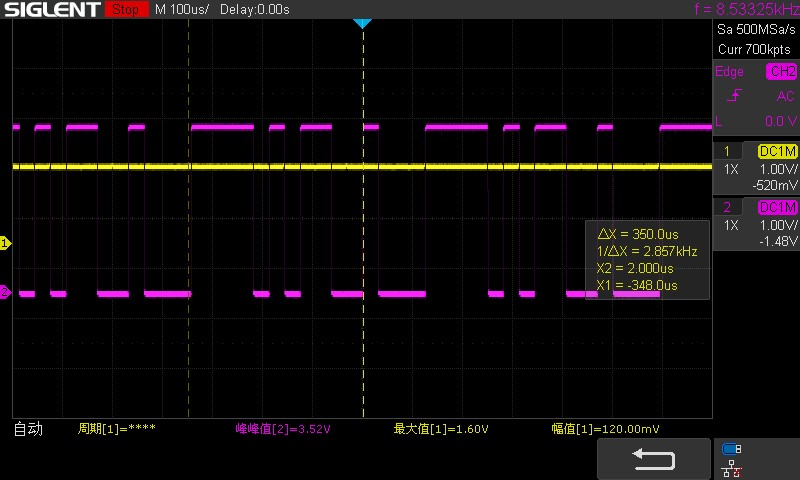 SIGLENT Stop M 100us/ Delay:0.00s f = 8.53325kHz
Sa 500MSa/s
Curr 700kpts
Edge CH2
AC
L 0.0 V
1 DC1M
1X 1.00V/
-520mV
2 DC1M
1X 1.00V/
-1.48V
1
2
△X = 350.0us
1/△X = 2.857kHz
X2 = 2.000us
X1 = -348.0us
自动 周期[1]=**** 峰峰值[2]=3.52V 最大值[1]=1.60V 幅值[1]=120.00mV